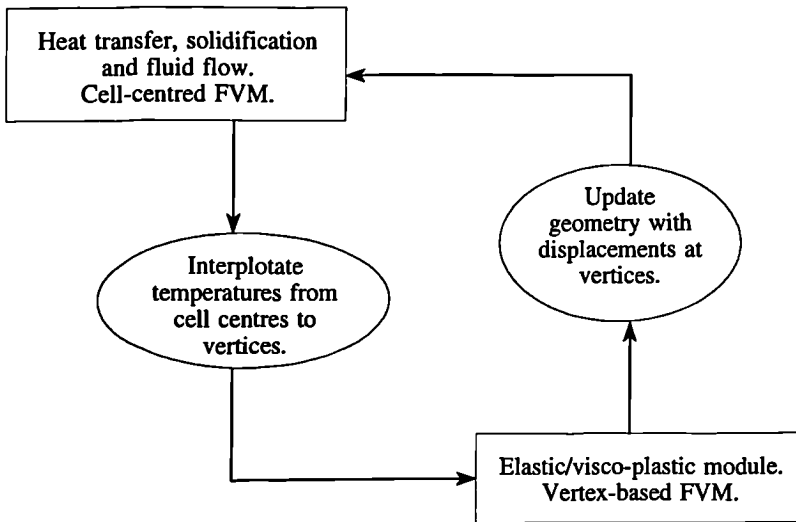 Heat transfer, solidification
and fluid flow.
Cell-centred FVM.
Interplotate
temperatures from
cell centres to
vertices.
Update
geometry with
displacements at
vertices.
Elastic/visco-plastic module.
Vertex-based FVM.